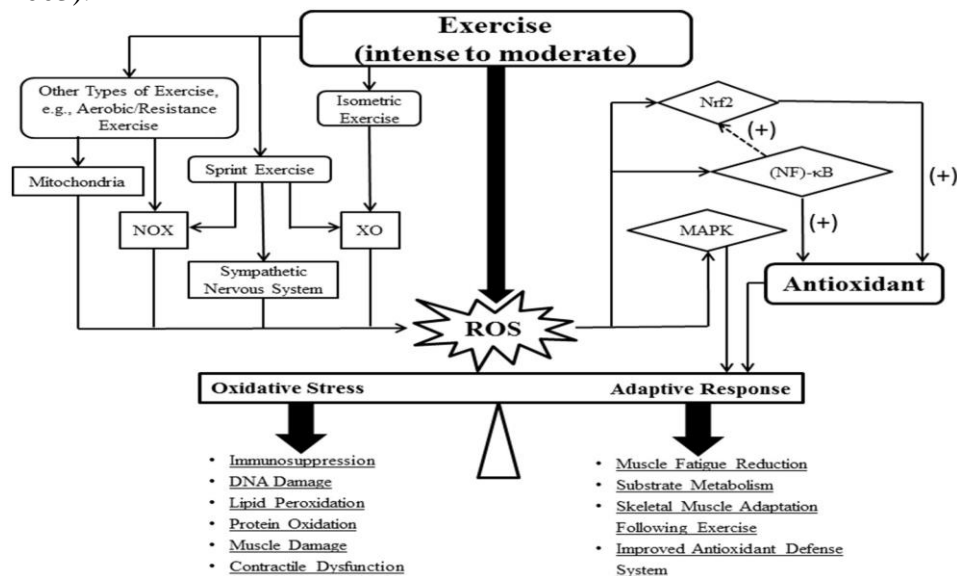 Exercise
(intense to moderate)
Other Types of Exercise,
e.g., Aerobic/Resistance
Exercise
Isometric
Exercise
Nrf2
(+)
Sprint Exercise
(NF)-κB
Mitochondria
(+)
NOX
XO
MAPK
(+)
Sympathetic
Nervous System
Antioxidant
ROS
Oxidative Stress
Adaptive Response
• Immunosuppression
• DNA Damage
• Lipid Peroxidation
• Protein Oxidation
• Muscle Damage
• Contractile Dysfunction
• Muscle Fatigue Reduction
• Substrate Metabolism
• Skeletal Muscle Adaptation
Following Exercise
• Improved Antioxidant Defense
System